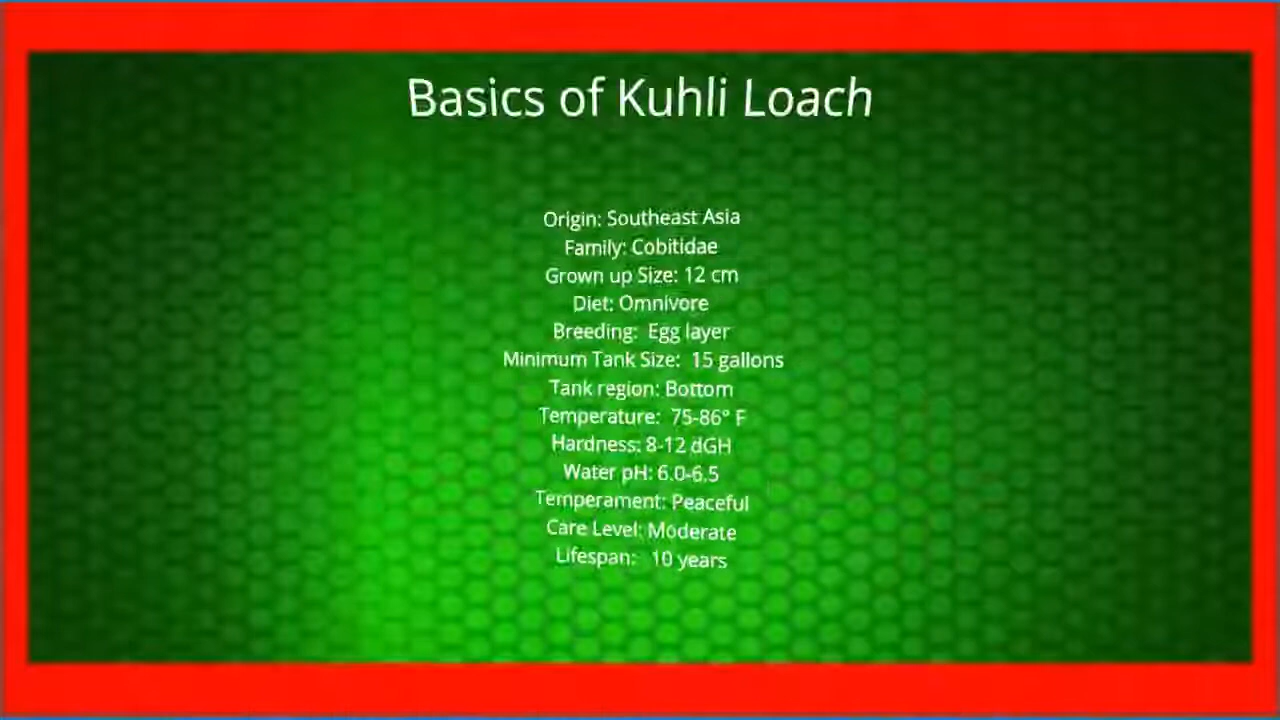 Basics of Kuhli Loach
Origin: Southeast Asia
Family: Cobitidae
Grown up Size: 12 cm
Diet: Omnivore
Breeding: Egg layer
Minimum Tank Size: 15 gallons
Tank region: Bottom
Temperature: 75-86° F
Hardness: 8-12 dGH
Water pH: 6.0-6.5
Temperament: Peaceful
Care Level: Moderate
Lifespan: 10 years